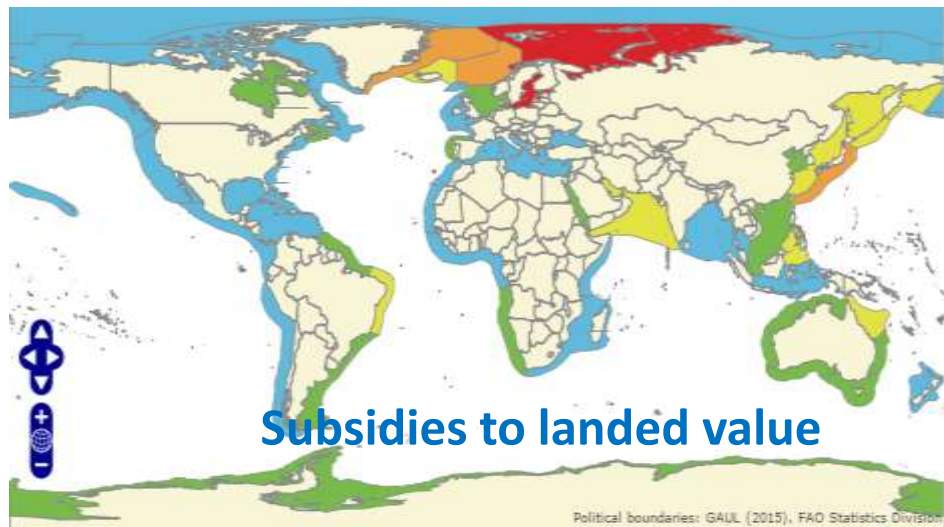 Subsidies to landed value
Political boundaries: GAUL (2015), FAO Statistics Division